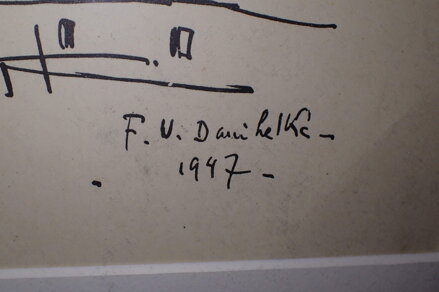 F. V. Danihelka -
1947 -